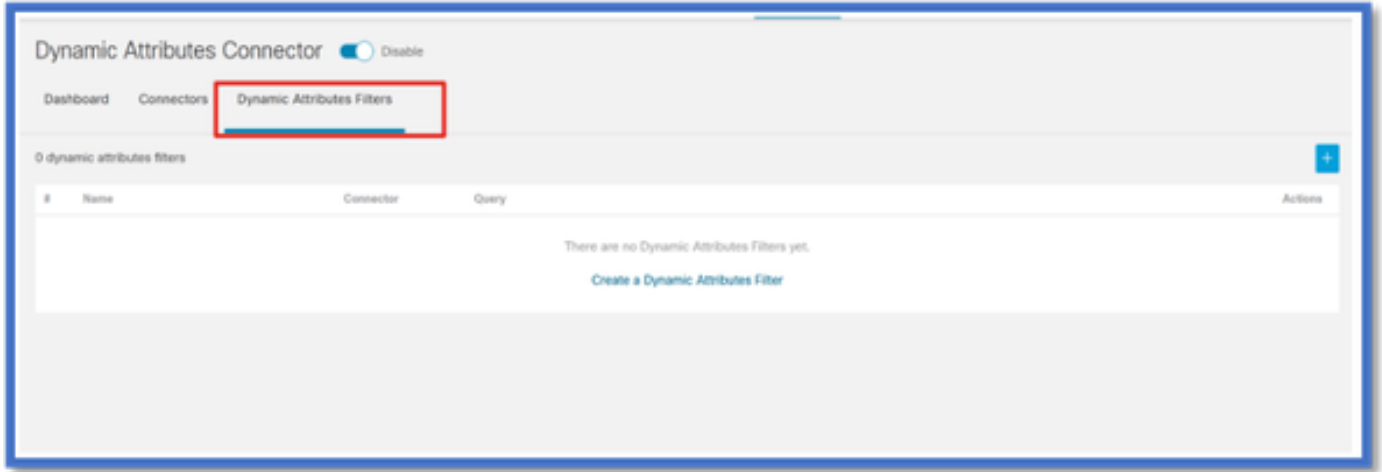 Dynamic Attributes Connector Disable
Dashboard Connectors Dynamic Attributes Filters
0 dynamic attributes filters +
# Name Connector Query Actions
There are no Dynamic Attributes Filters yet.
Create a Dynamic Attributes Filter